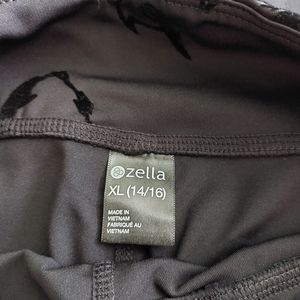 zella
XL (14/16)
MADE IN
VIETNAM
FABRIQUÉ AU
VIETNAM